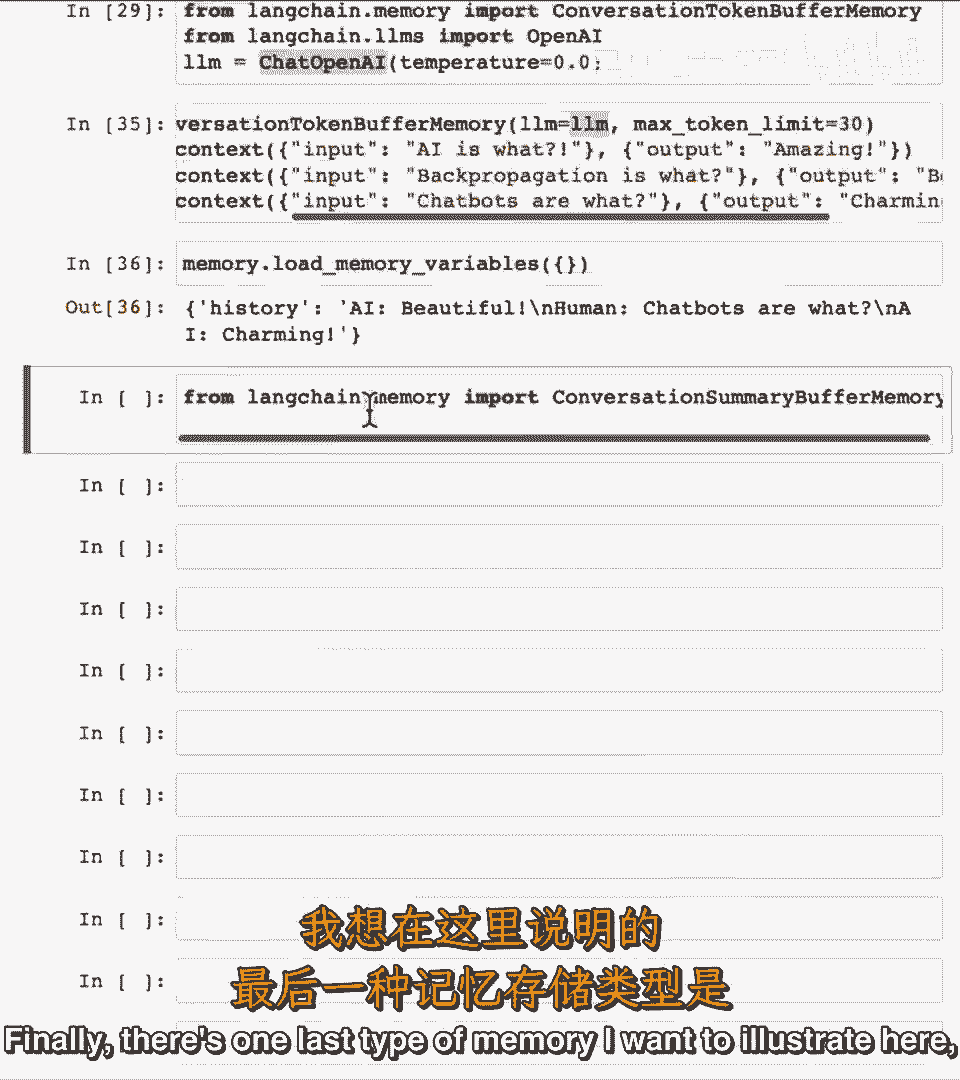 In [29]: from langchain.memory import ConversationTokenBufferMemory
from langchain.llms import OpenAI
llm = ChatOpenAI(temperature=0.0;
In [35]: versationTokenBufferMemory(llm=llm, max_token_limit=30)
context({"input": "AI is what?!"}, {"output": "Amazing!"})
context({"input": "Backpropagation is what?"}, {"output": "B
context({"input": "Chatbots are what?"}, {"output": "Charmin
In [36]: memory.load_memory_variables({})
Out[36]: {'history': 'AI: Beautiful!\nHuman: Chatbots are what?\nA
I: Charming!'}
In [ ]: from langchain.memory import ConversationSummaryBufferMemory
In [ ]:
In [ ]:
In [ ]:
In [ ]:
In [ ]:
In [ ]:
In [ ]:
In [ ]:
In [ ]:
我想在这里说明的
最后一种记忆存储类型是
Finally, there's one last type of memory I want to illustrate here,